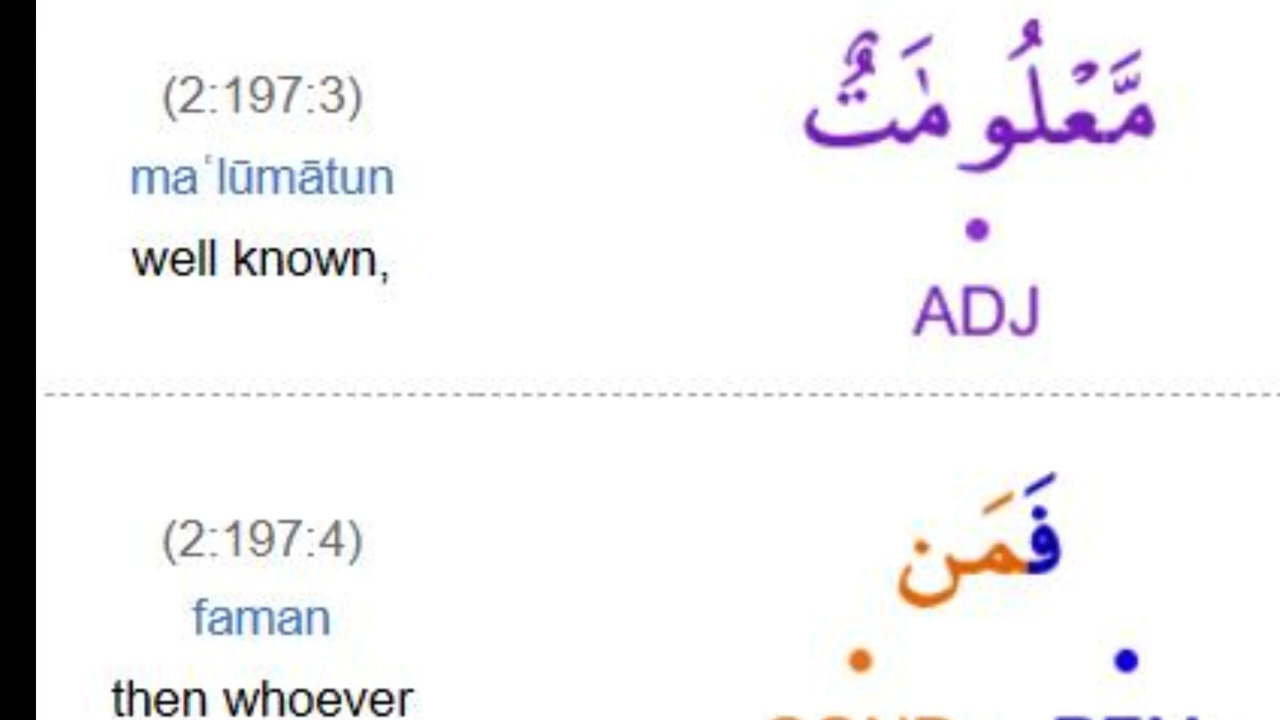 (2:197:3)
maʿlūmātun
well known,
مَّعْلُومَٰتٌۭ
ADJ
(2:197:4)
faman
then whoever
فَمَن